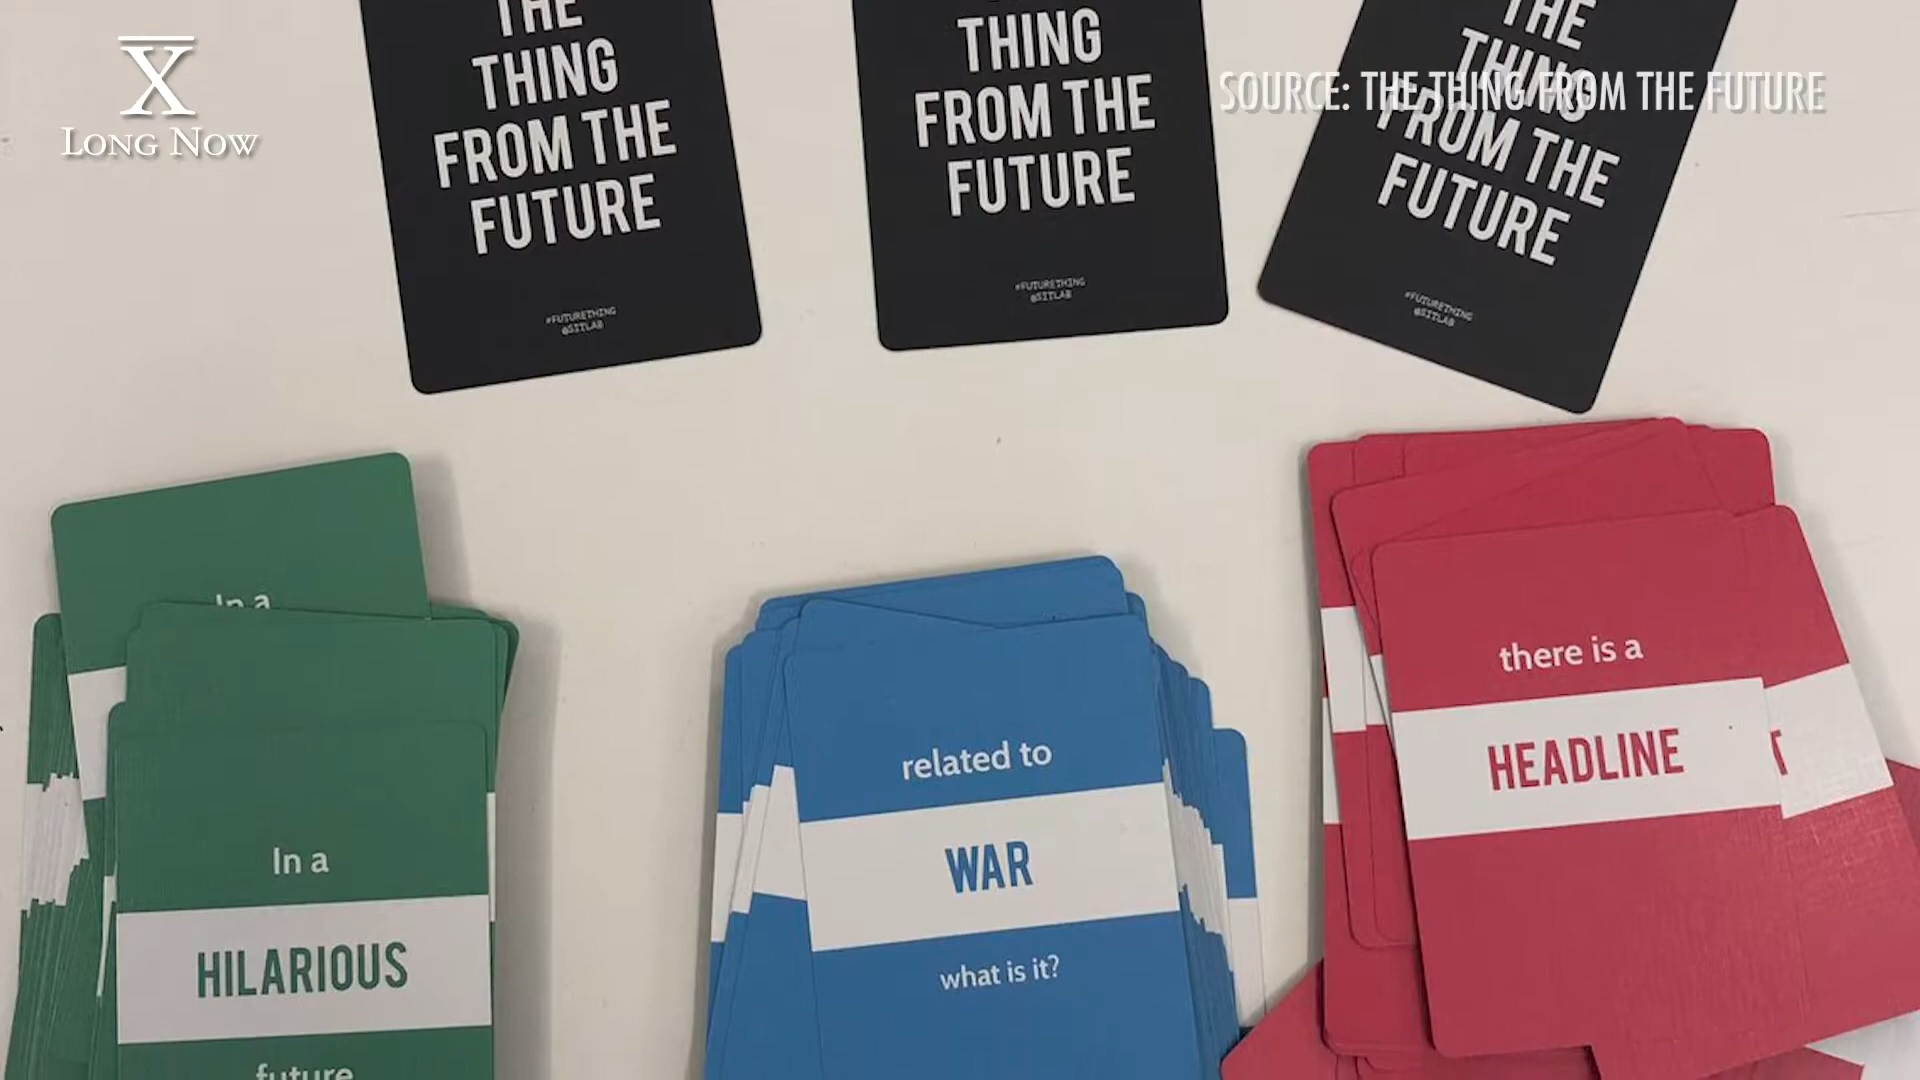 X
LONG NOW
SOURCE: THE THING FROM THE FUTURE
THE
THING
FROM THE
FUTURE
#FUTURETHING
@SITLAB
THING
FROM THE
FUTURE
#FUTURETHING
@SITLAB
THE
THING
FROM THE
FUTURE
#FUTURETHING
@SITLAB
In a
In a
HILARIOUS
future
related to
WAR
what is it?
there is a
HEADLINE
T